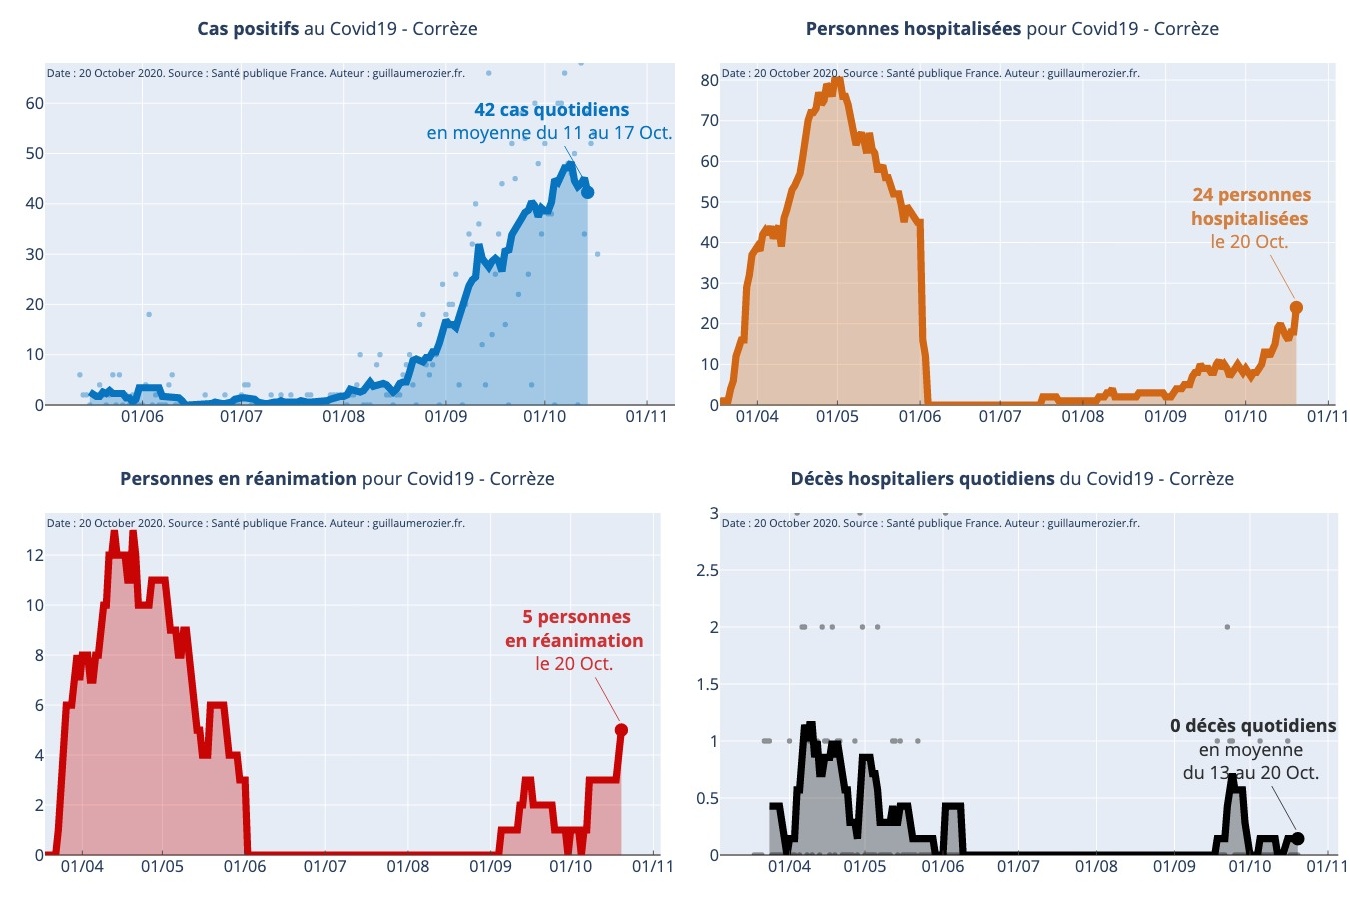 Cas positifs au Covid19 - Corrèze
Date : 20 October 2020. Source : Santé publique France. Auteur : guillaumerozier.fr.
42 cas quotidiens
en moyenne du 11 au 17 Oct.
60
50
40
30
20
10
0
01/06 01/07 01/08 01/09 01/10 01/11
Personnes hospitalisées pour Covid19 - Corrèze
Date : 20 October 2020. Source : Santé publique France. Auteur : guillaumerozier.fr.
24 personnes
hospitalisées
le 20 Oct.
80
70
60
50
40
30
20
10
0
01/04 01/05 01/06 01/07 01/08 01/09 01/10 01/11
Personnes en réanimation pour Covid19 - Corrèze
Date : 20 October 2020. Source : Santé publique France. Auteur : guillaumerozier.fr.
5 personnes
en réanimation
le 20 Oct.
12
10
8
6
4
2
0
01/04 01/05 01/06 01/07 01/08 01/09 01/10 01/11
Décès hospitaliers quotidiens du Covid19 - Corrèze
Date : 20 October 2020. Source : Santé publique France. Auteur : guillaumerozier.fr.
0 décès quotidiens
en moyenne
du 13 au 20 Oct.
3
2.5
2
1.5
1
0.5
0
01/04 01/05 01/06 01/07 01/08 01/09 01/10 01/11